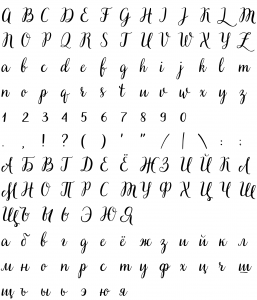 A B C D E F G H I J K L M
N O P Q R S T U V W X Y Z
a b c d e f g h i j k l m
n o p q r s t u v w x y z
1 2 3 4 5 6 7 8 9 0
. , ! ? ( ) ' " / | \ : ;
А Б В Г Д Е Ё Ж З И Й К Л
М Н О П Р С Т У Ф Х Ц Ч Ш
Щ Ъ Ы Ь Э Ю Я
а б в г д е ё ж з и й к л
м н о п р с т у ф х ц ч ш
щ ъ ы ь э ю я